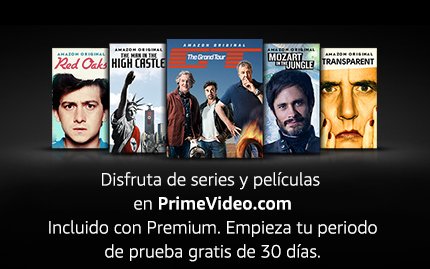 AMAZON ORIGINAL
Red Oaks
AMAZON ORIGINAL
THE MAN IN THE
HIGH CASTLE
AMAZON ORIGINAL
The Grand Tour
AMAZON ORIGINAL
MOZART
IN THE
JUNGLE
AMAZON ORIGINAL
TRANSPARENT
Disfruta de series y películas
en PrimeVideo.com
Incluido con Premium. Empieza tu periodo
de prueba gratis de 30 días.